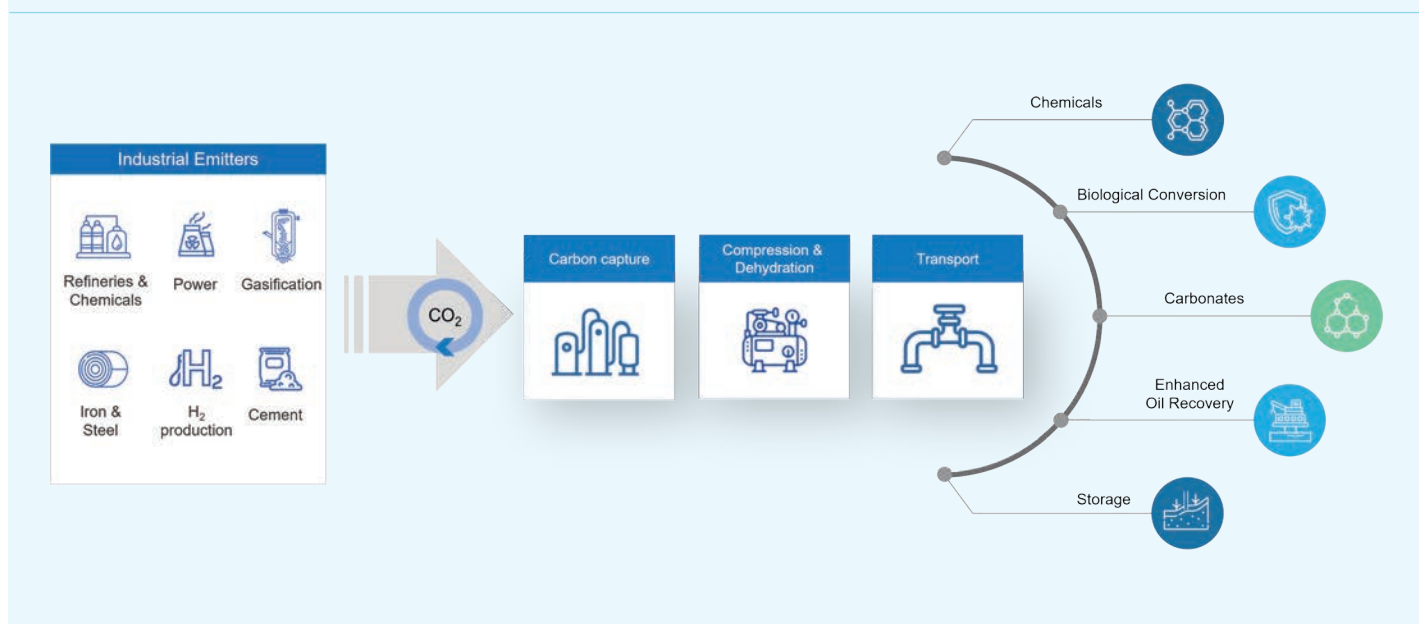 Industrial Emitters
Refineries &
Chemicals
Power
Gasification
Iron &
Steel
H₂
production
Cement
CO₂
Carbon capture
Compression &
Dehydration
Transport
Chemicals
Biological Conversion
Carbonates
Enhanced
Oil Recovery
Storage